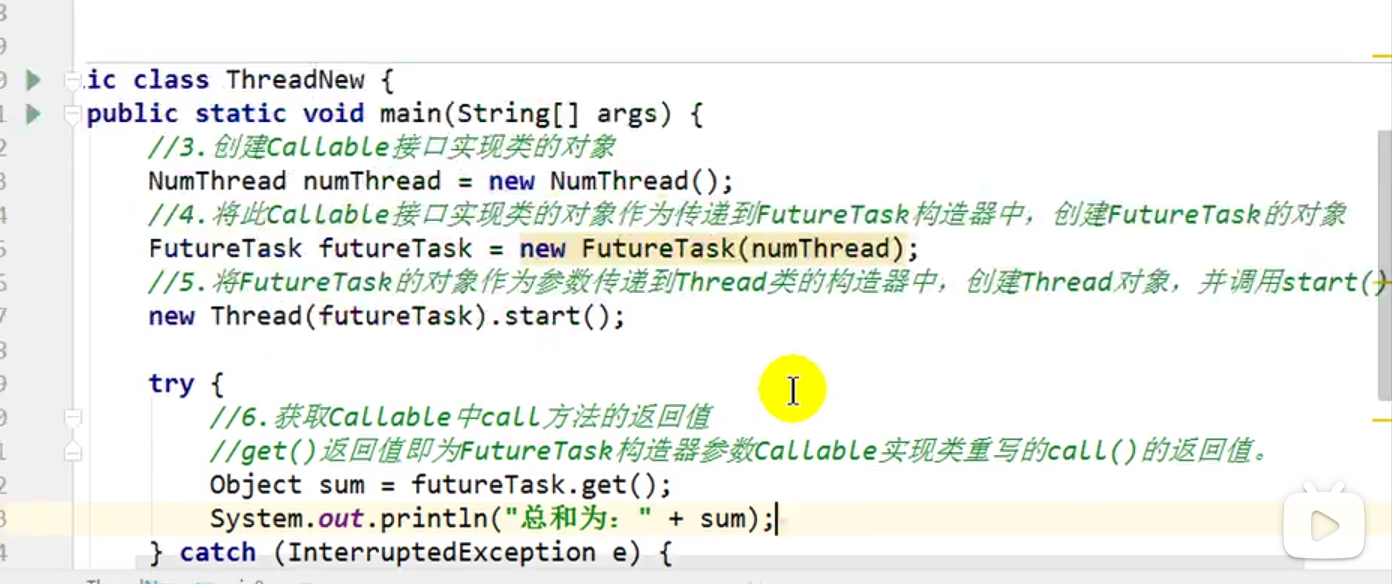 ic class ThreadNew {
public static void main(String[] args) {
//3.创建Callable接口实现类的对象
NumThread numThread = new NumThread();
//4.将此Callable接口实现类的对象作为传递到FutureTask构造器中，创建FutureTask的对象
FutureTask futureTask = new FutureTask(numThread);
//5.将FutureTask的对象作为参数传递到Thread类的构造器中，创建Thread对象，并调用start()
new Thread(futureTask).start();
try {
//6.获取Callable中call方法的返回值
//get()返回值即为FutureTask构造器参数Callable实现类重写的call()的返回值。
Object sum = futureTask.get();
System.out.println("总和为：" + sum);
} catch (InterruptedException e) {